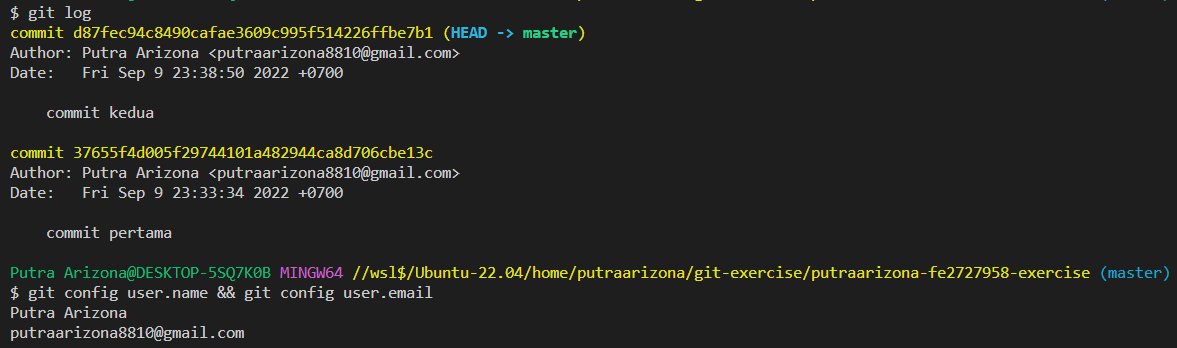 $ git log
commit d87fec94c8490cafae3609c995f514226ffbe7b1 (HEAD -> master)
Author: Putra Arizona <putraarizona8810@gmail.com>
Date:   Fri Sep 9 23:38:50 2022 +0700
    commit kedua
commit 37655f4d005f29744101a482944ca8d706cbe13c
Author: Putra Arizona <putraarizona8810@gmail.com>
Date:   Fri Sep 9 23:33:34 2022 +0700
    commit pertama
Putra Arizona@DESKTOP-5SQ7K0B MINGW64 //wsl$/Ubuntu-22.04/home/putraarizona/git-exercise/putraarizona-fe2727958-exercise (master)
$ git config user.name && git config user.email
Putra Arizona
putraarizona8810@gmail.com